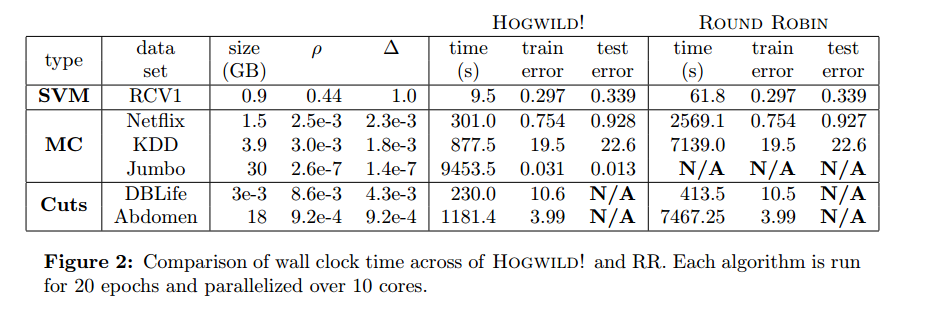 HOGWILD! ROUND ROBIN
type data set size (GB) ρ Δ time (s) train error test error time (s) train error test error
SVM RCV1 0.9 0.44 1.0 9.5 0.297 0.339 61.8 0.297 0.339
MC Netflix 1.5 2.5e-3 2.3e-3 301.0 0.754 0.928 2569.1 0.754 0.927
KDD 3.9 3.0e-3 1.8e-3 877.5 19.5 22.6 7139.0 19.5 22.6
Jumbo 30 2.6e-7 1.4e-7 9453.5 0.031 0.013 N/A N/A N/A
Cuts DBLife 3e-3 8.6e-3 4.3e-3 230.0 10.6 N/A 413.5 10.5 N/A
Abdomen 18 9.2e-4 9.2e-4 1181.4 3.99 N/A 7467.25 3.99 N/A
Figure 2: Comparison of wall clock time across of HOGWILD! and RR. Each algorithm is run
for 20 epochs and parallelized over 10 cores.